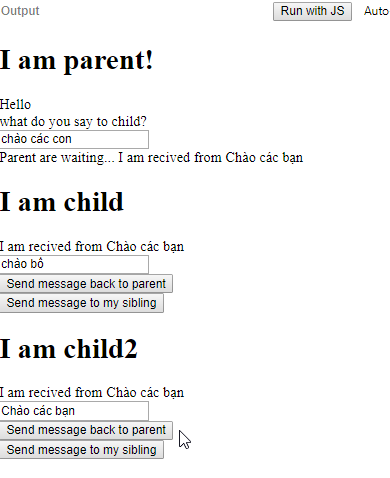 Output Run with JS Auto
I am parent!
Hello
what do you say to child?
chào các con
Parent are waiting... I am recived from Chào các bạn
I am child
I am recived from Chào các bạn
chào bố
Send message back to parent
Send message to my sibling
I am child2
I am recived from Chào các bạn
Chào các bạn
Send message back to parent
Send message to my sibling